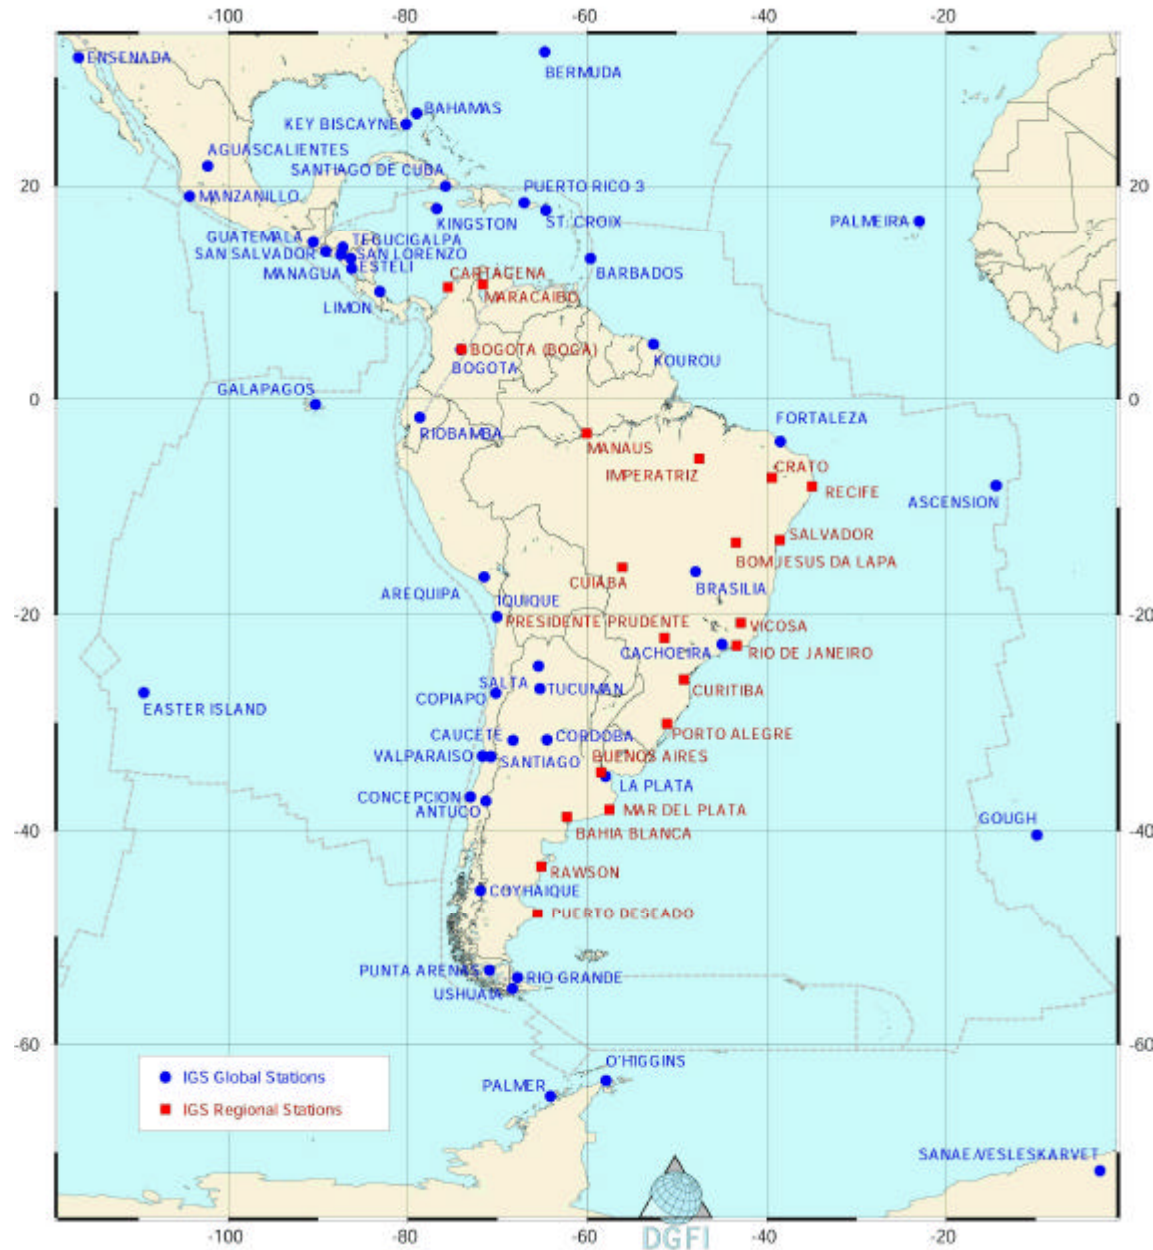 -100 -80 -60 -40 -20
ENSENADA
BERMUDA
BAHAMAS
KEY BISCAYNE
AGUASCALIENTES
SANTIAGO DE CUBA
20 20
PUERTO RICO 3
MANZANILLO
KINGSTON
ST. CROIX
PALMEIRA
GUATEMALA
TEGUCIGALPA
SAN SALVADOR
SAN LORENZO
ESTELI
MANAGUA
CARTAGENA
BARBADOS
MARACAIBO
LIMON
BOGOTA (BOGA)
BOGOTA
KOUROU
GALAPAGOS
0 0
FORTALEZA
RIOBAMBA
MANAUS
IMPERATRIZ
CRATO
RECIFE
ASCENSION
SALVADOR
BOMJESUS DA LAPA
CUIABA
BRASILIA
AREQUIPA
IQUIQUE
-20 -20
PRESIDENTE PRUDENTE
VICOSA
CACHOEIRA
RIO DE JANEIRO
SALTA
TUCUMAN
CURITIBA
COPIAPO
EASTER ISLAND
CAUCETE
CORDOBA
PORTO ALEGRE
VALPARAISO
SANTIAGO
BUENOS AIRES
LA PLATA
CONCEPCION
ANTUCO
MAR DEL PLATA
GOUGH
-40 -40
BAHIA BLANCA
RAWSON
COYHAIQUE
PUERTO DESEADO
PUNTA ARENAS
RIO GRANDE
USHUAIA
-60 -60
O'HIGGINS
IGS Global Stations
PALMER
IGS Regional Stations
SANAE/VESLESKARVET
DGFI
-100 -80 -60 -40 -20